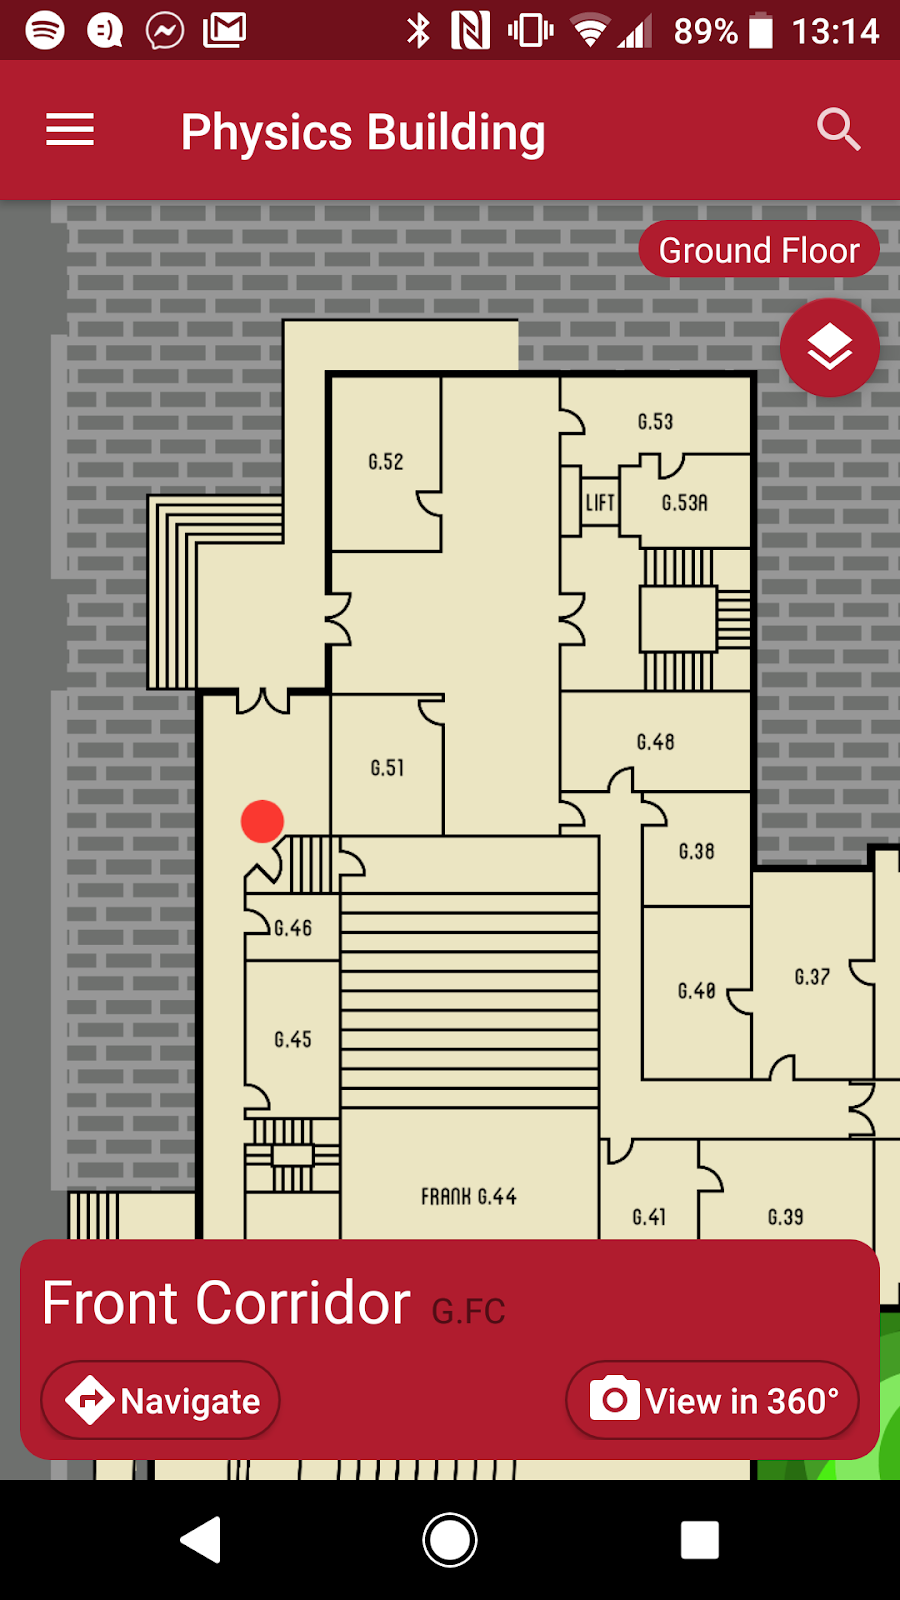 89% 13:14
Physics Building
Ground Floor
G.53
G.52
LIFT
G.53A
G.48
G.51
G.38
G.46
G.37
G.40
G.45
FRANK G.44
G.41
G.39
Front Corridor G.FC
Navigate
View in 360°